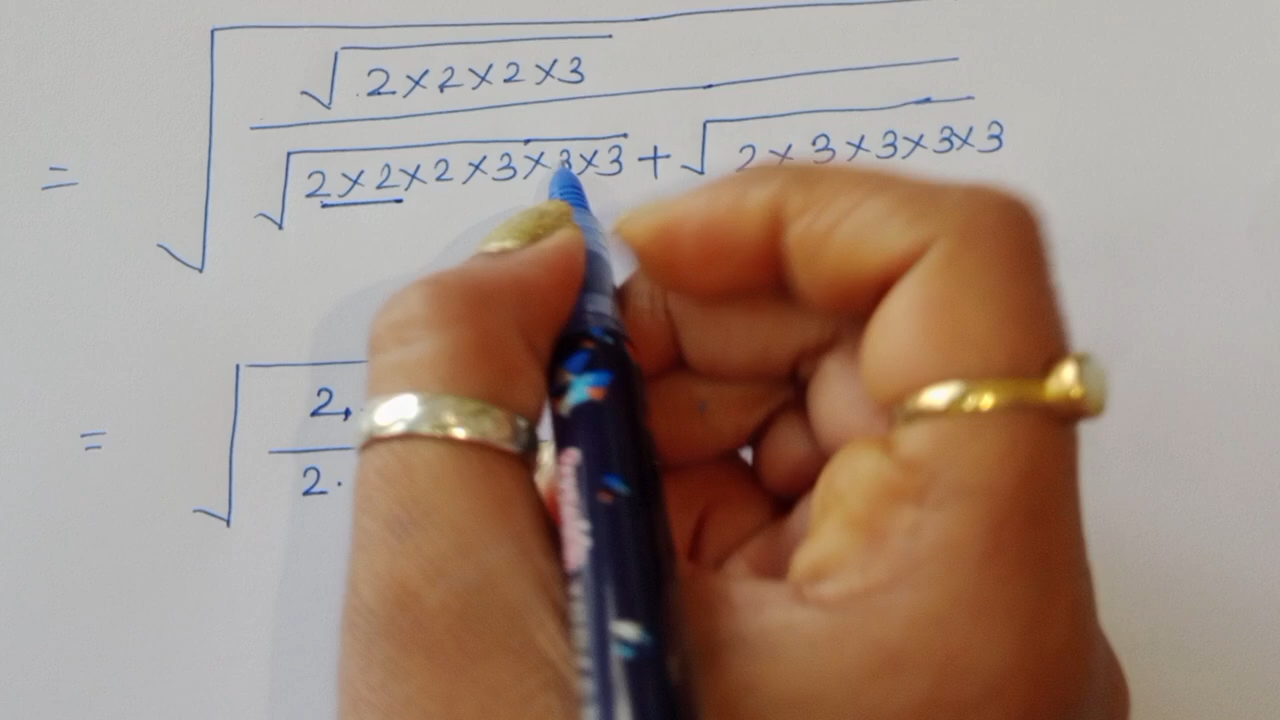 √2×2×2×3
= √2×2×2×3×3×3 + √2×3×3×3×3
2.
= √
2.